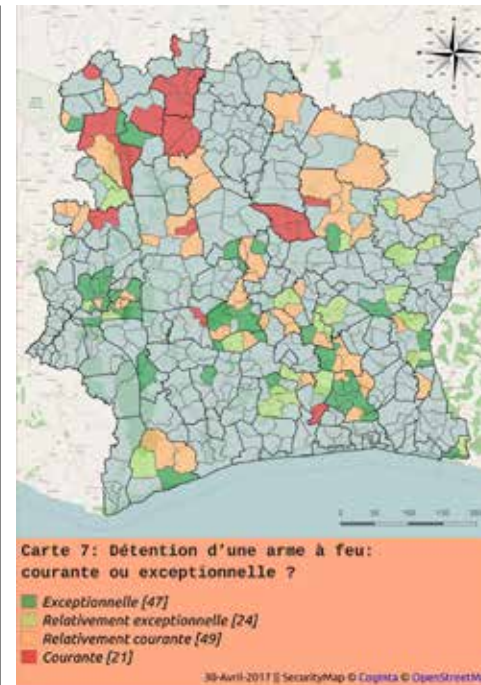 Carte 7: Détention d'une arme à feu:
courante ou exceptionnelle ?
Exceptionnelle [47]
Relativement exceptionnelle [24]
Relativement courante [49]
Courante [21]
30-Avril-2017 || SecurityMap © Coginta © OpenStreetM